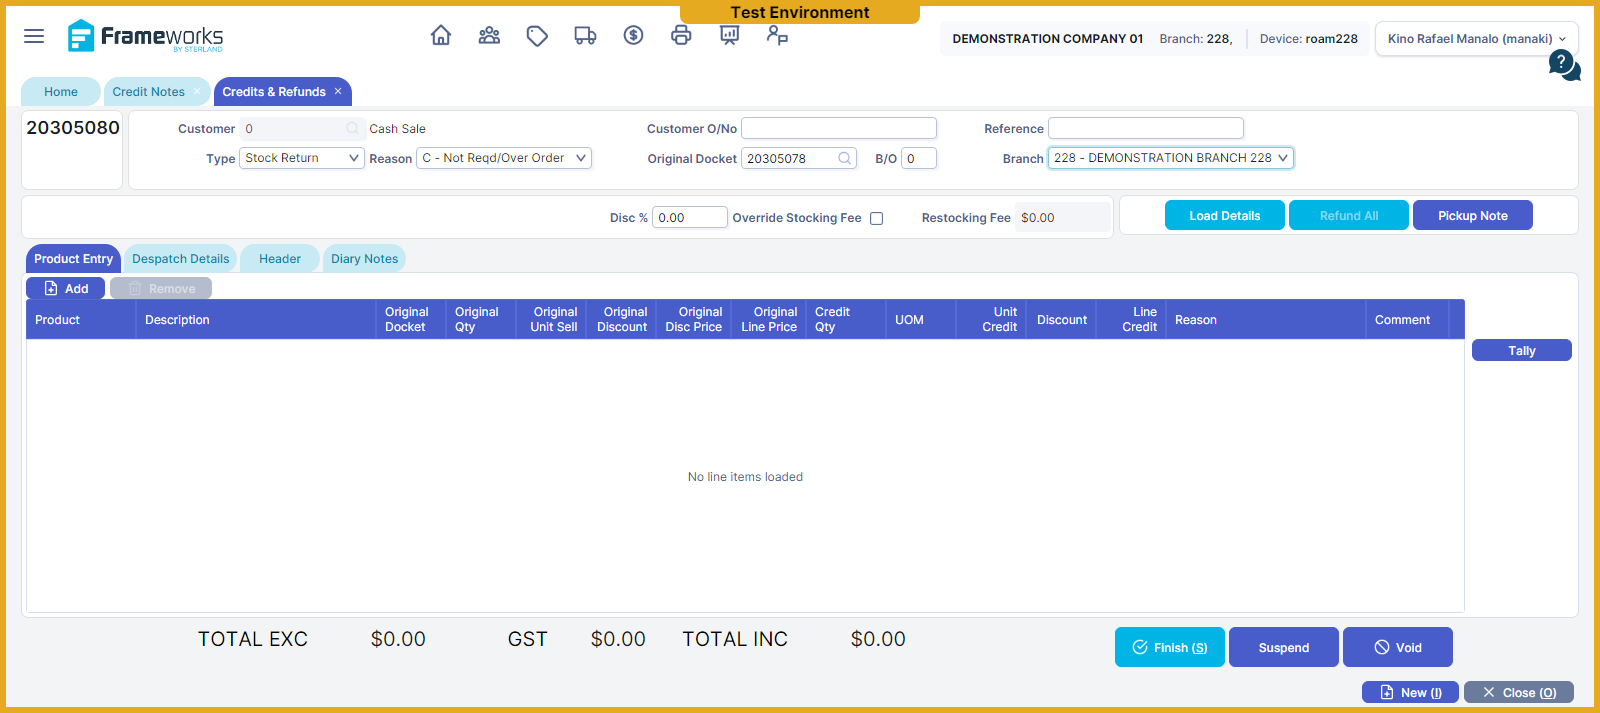 Test Environment
Frameworks
BY STERLAND
DEMONSTRATION COMPANY 01 Branch: 228, Device: roam228
Kino Rafael Manalo (manaki)
?
Home Credit Notes × Credits & Refunds ×
20305080
Customer 0 Cash Sale Customer O/No Reference
Type Stock Return Reason C - Not Reqd/Over Order Original Docket 20305078 B/O 0 Branch 228 - DEMONSTRATION BRANCH 228
Disc % 0.00 Override Stocking Fee Restocking Fee $0.00 Load Details Refund All Pickup Note
Product Entry Despatch Details Header Diary Notes
Add Remove
Product Description Original Docket Original Qty Original Unit Sell Original Discount Original Disc Price Original Line Price Credit Qty UOM Unit Credit Discount Line Credit Reason Comment
Tally
No line items loaded
TOTAL EXC $0.00 GST $0.00 TOTAL INC $0.00
Finish (S) Suspend Void
New (I) Close (O)